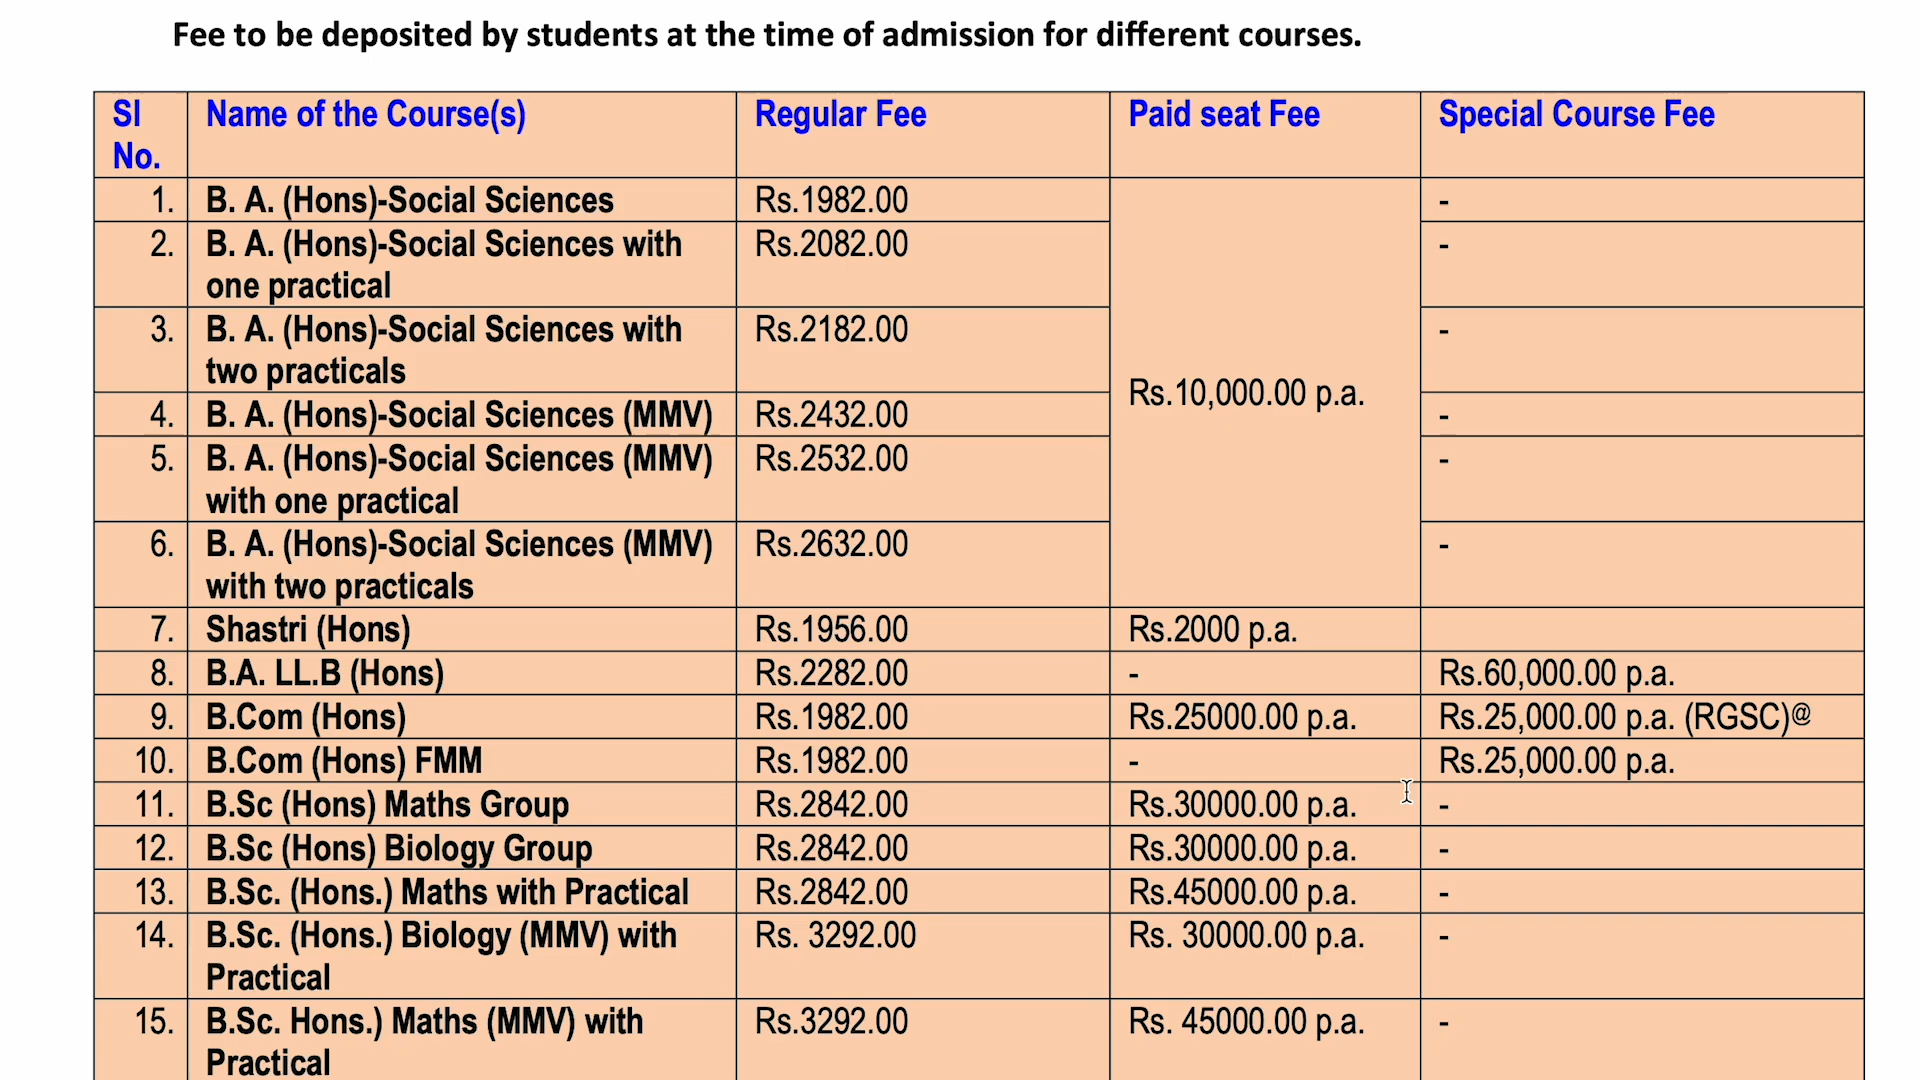 Fee to be deposited by students at the time of admission for different courses.
Sl No. Name of the Course(s) Regular Fee Paid seat Fee Special Course Fee
1. B. A. (Hons)-Social Sciences Rs.1982.00 -
2. B. A. (Hons)-Social Sciences with one practical Rs.2082.00 -
3. B. A. (Hons)-Social Sciences with two practicals Rs.2182.00 -
Rs.10,000.00 p.a.
4. B. A. (Hons)-Social Sciences (MMV) Rs.2432.00 -
5. B. A. (Hons)-Social Sciences (MMV) with one practical Rs.2532.00 -
6. B. A. (Hons)-Social Sciences (MMV) with two practicals Rs.2632.00 -
7. Shastri (Hons) Rs.1956.00 Rs.2000 p.a.
8. B.A. LL.B (Hons) Rs.2282.00 - Rs.60,000.00 p.a.
9. B.Com (Hons) Rs.1982.00 Rs.25000.00 p.a. Rs.25,000.00 p.a. (RGSC)@
10. B.Com (Hons) FMM Rs.1982.00 - Rs.25,000.00 p.a.
11. B.Sc (Hons) Maths Group Rs.2842.00 Rs.30000.00 p.a. -
12. B.Sc (Hons) Biology Group Rs.2842.00 Rs.30000.00 p.a. -
13. B.Sc. (Hons.) Maths with Practical Rs.2842.00 Rs.45000.00 p.a. -
14. B.Sc. (Hons.) Biology (MMV) with Practical Rs. 3292.00 Rs. 30000.00 p.a. -
15. B.Sc. Hons.) Maths (MMV) with Practical Rs.3292.00 Rs. 45000.00 p.a. -